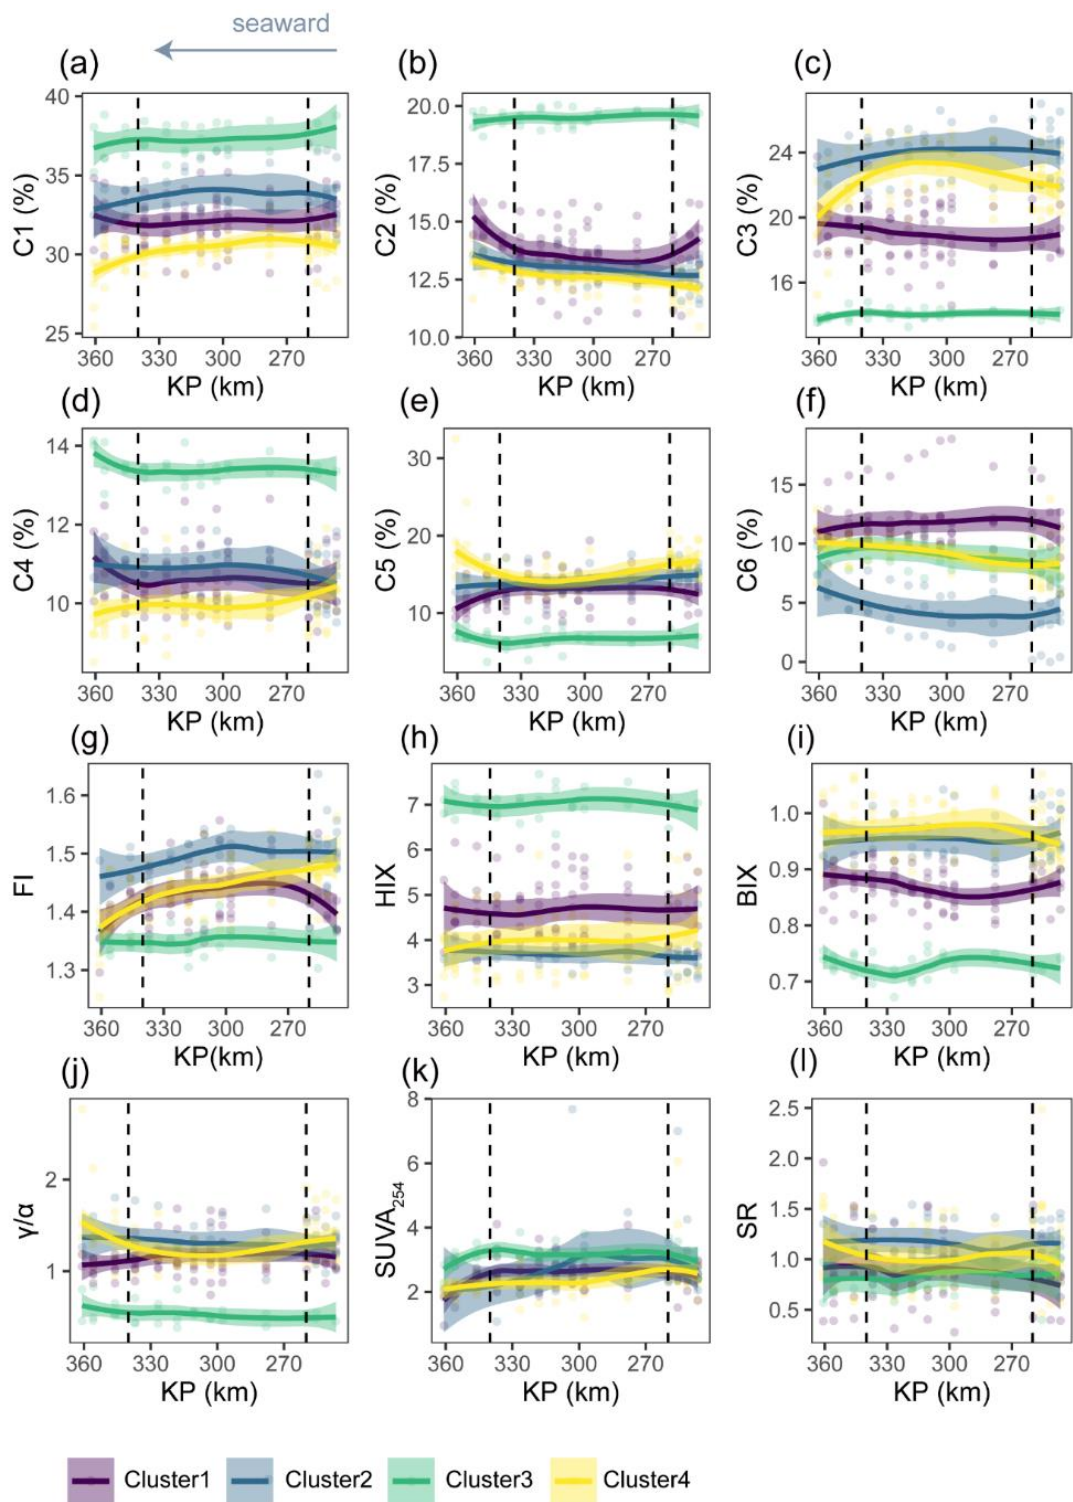 seaward
(a) (b) (c)
40 35 30 25
C1 (%)
360 330 300 270
KP (km)
20.0 17.5 15.0 12.5 10.0
C2 (%)
360 330 300 270
KP (km)
24 20 16
C3 (%)
360 330 300 270
KP (km)
(d) (e) (f)
14 12 10
C4 (%)
360 330 300 270
KP (km)
30 20 10
C5 (%)
360 330 300 270
KP (km)
15 10 5 0
C6 (%)
360 330 300 270
KP (km)
(g) (h) (i)
1.6 1.5 1.4 1.3
FI
360 330 300 270
KP(km)
7 6 5 4 3
HIX
360 330 300 270
KP (km)
1.0 0.9 0.8 0.7
BIX
360 330 300 270
KP (km)
(j) (k) (l)
2 1
γ/α
360 330 300 270
KP (km)
8 6 4 2
SUVA254
360 330 300 270
KP (km)
2.5 2.0 1.5 1.0 0.5
SR
360 330 300 270
KP (km)
Cluster1 Cluster2 Cluster3 Cluster4